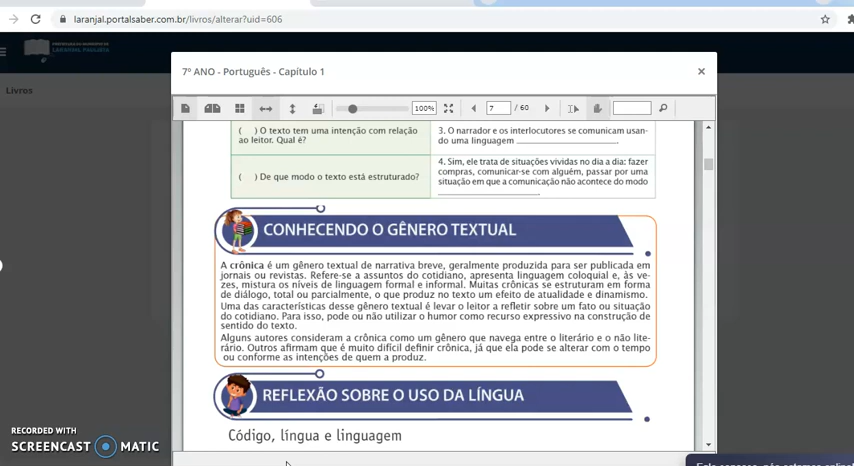 laranjal.portalsaber.com.br/livros/alterar?uid=606
Livros
7º ANO - Português - Capítulo 1
100%
7 / 60
( ) O texto tem uma intenção com relação
ao leitor. Qual é?
3. O narrador e os interlocutores se comunicam usan-
do uma linguagem
( ) De que modo o texto está estruturado?
4. Sim, ele trata de situações vividas no dia a dia: fazer
compras, comunicar-se com alguém, passar por uma
situação em que a comunicação não acontece do modo
CONHECENDO O GÊNERO TEXTUAL
A crônica é um gênero textual de narrativa breve, geralmente produzida para ser publicada em
jornais ou revistas. Refere-se a assuntos do cotidiano, apresenta linguagem coloquial e, às ve-
zes, mistura os níveis de linguagem formal e informal. Muitas crônicas se estruturam em forma
de diálogo, total ou parcialmente, o que produz no texto um efeito de atualidade e dinamismo.
Uma das características desse gênero textual é levar o leitor a refletir sobre um fato ou situação
do cotidiano. Para isso, pode ou não utilizar o humor como recurso expressivo na construção de
sentido do texto.
Alguns autores consideram a crônica como um gênero que navega entre o literário e o não lite-
rário. Outros afirmam que é muito difícil definir crônica, já que ela pode se alterar com o tempo
ou conforme as intenções de quem a produz.
REFLEXÃO SOBRE O USO DA LÍNGUA
Código, língua e linguagem
RECORDED WITH
SCREENCAST MATIC